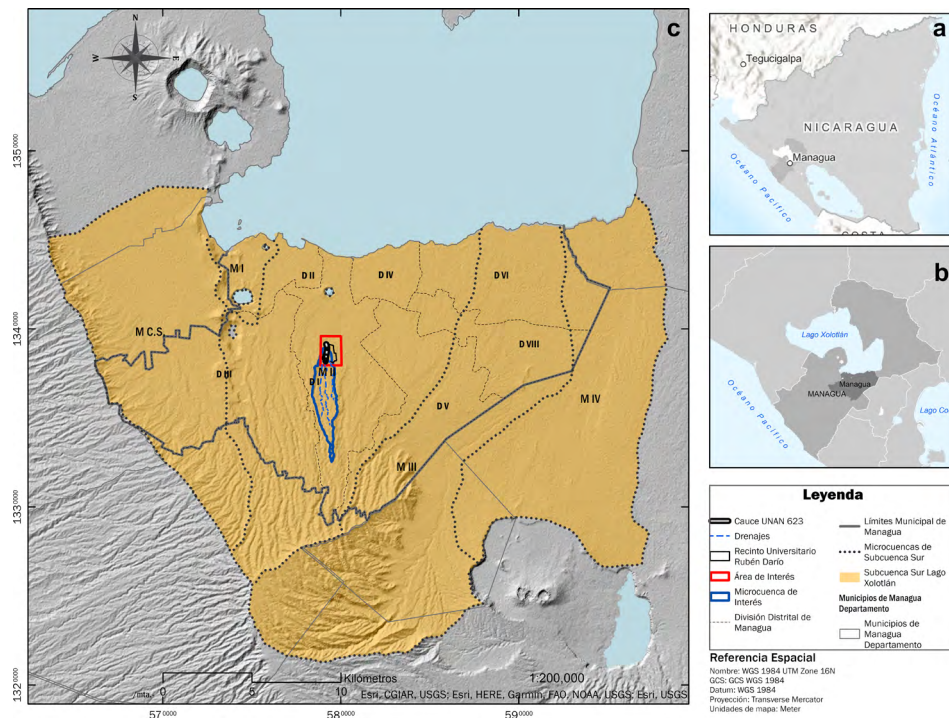 c
N
W
E
S
1350000
1340000
1330000
1320000
M I
D II
D IV
D VI
M C.S.
D III
M II
D I
D VIII
D V
M IV
M III
Kilómetros
0
5
10
1:200,000
Esri, CGIAR, USGS; Esri, HERE, Garmin, FAO, NOAA, USGS; Esri, USGS
570000
580000
590000
a
HONDURAS
Tegucigalpa
NICARAGUA
Managua
Océano Atlántico
Océano Pacífico
COSTA
b
Lago Xolotlán
Managua
MANAGUA
Océano Pacífico
Lago Co
Leyenda
Cauce UNAN 623
Drenajes
Recinto Universitario
Rubén Darío
Área de Interés
Microcuenca de
Interés
División Distrital de
Managua
Límites Municipal de
Managua
Microcuencas de
Subcuenca Sur
Subcuenca Sur Lago
Xolotlán
Municipios de Managua
Departamento
Municipios de
Managua
Departamento
Referencia Espacial
Nombre: WGS 1984 UTM Zone 16N
GCS: GCS WGS 1984
Datum: WGS 1984
Proyección: Transverse Mercator
Unidades de mapa: Meter